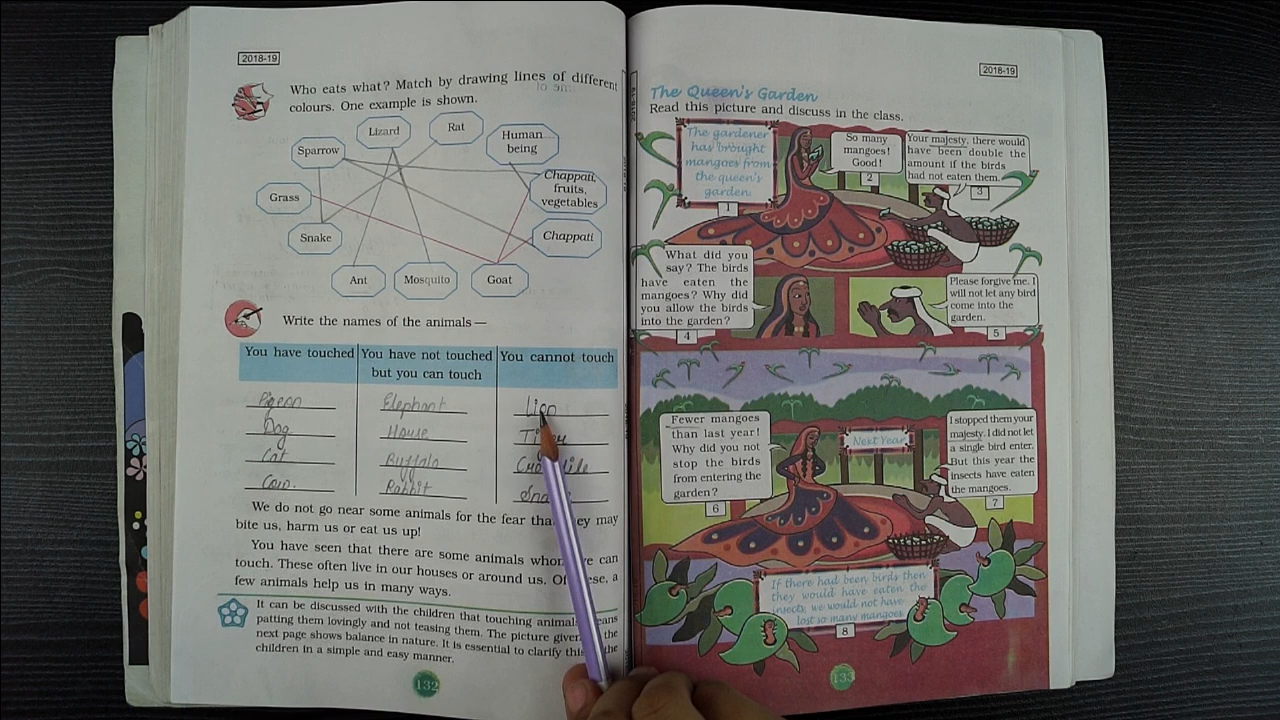 2018-19
Who eats what? Match by drawing lines of different
colours. One example is shown.
Lizard
Rat
Human
being
Sparrow
Chappati,
fruits,
vegetables
Grass
Snake
Chappati
Ant
Mosquito
Goat
Write the names of the animals—
You have touched
You have not touched
but you can touch
You cannot touch
Pigeon
Elephant
Lion
Dog
House
Cat
Buffalo
Cow.
Rabbit
We do not go near some animals for the fear that they may
bite us, harm us or eat us up!
You have seen that there are some animals whom we can
touch. These often live in our houses or around us. Of these, a
few animals help us in many ways.
It can be discussed with the children that touching animals means
patting them lovingly and not teasing them. The picture given the
next page shows balance in nature. It is essential to clarify this the
children in a simple and easy manner.
132
2018-19
The Queen's Garden
Read this picture and discuss in the class.
The gardener
has brought
mangoes from
the queen's
garden
1
So many
mangoes!
Good!
2
Your majesty, there would
have been double the
amount if the birds
had not eaten them.
3
What did you
say? The birds
have eaten the
mangoes? Why did
you allow the birds
into the garden?
4
Please forgive me. I
will not let any bird
come into the
garden.
5
Fewer mangoes
than last year!
Why did you not
stop the birds
from entering the
garden?
6
Next Year
I stopped them your
majesty. I did not let
a single bird enter.
But this year the
insects have eaten
the mangoes.
7
If there had been birds then
they would have eaten the
insects, we would not have
lost so many mangoes
8
133